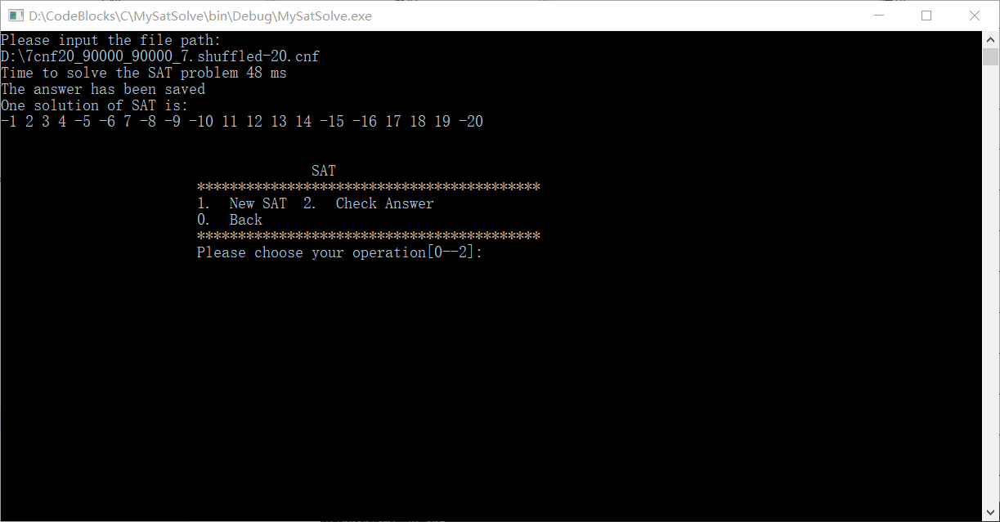 D:\CodeBlocks\C\MySatSolve\bin\Debug\MySatSolve.exe
Please input the file path:
D:\7cnf20_90000_90000_7.shuffled-20.cnf
Time to solve the SAT problem 48 ms
The answer has been saved
One solution of SAT is:
-1 2 3 4 -5 -6 7 -8 -9 -10 11 12 13 14 -15 -16 17 18 19 -20
SAT
******************************************
1. New SAT 2. Check Answer
0. Back
******************************************
Please choose your operation[0--2]: